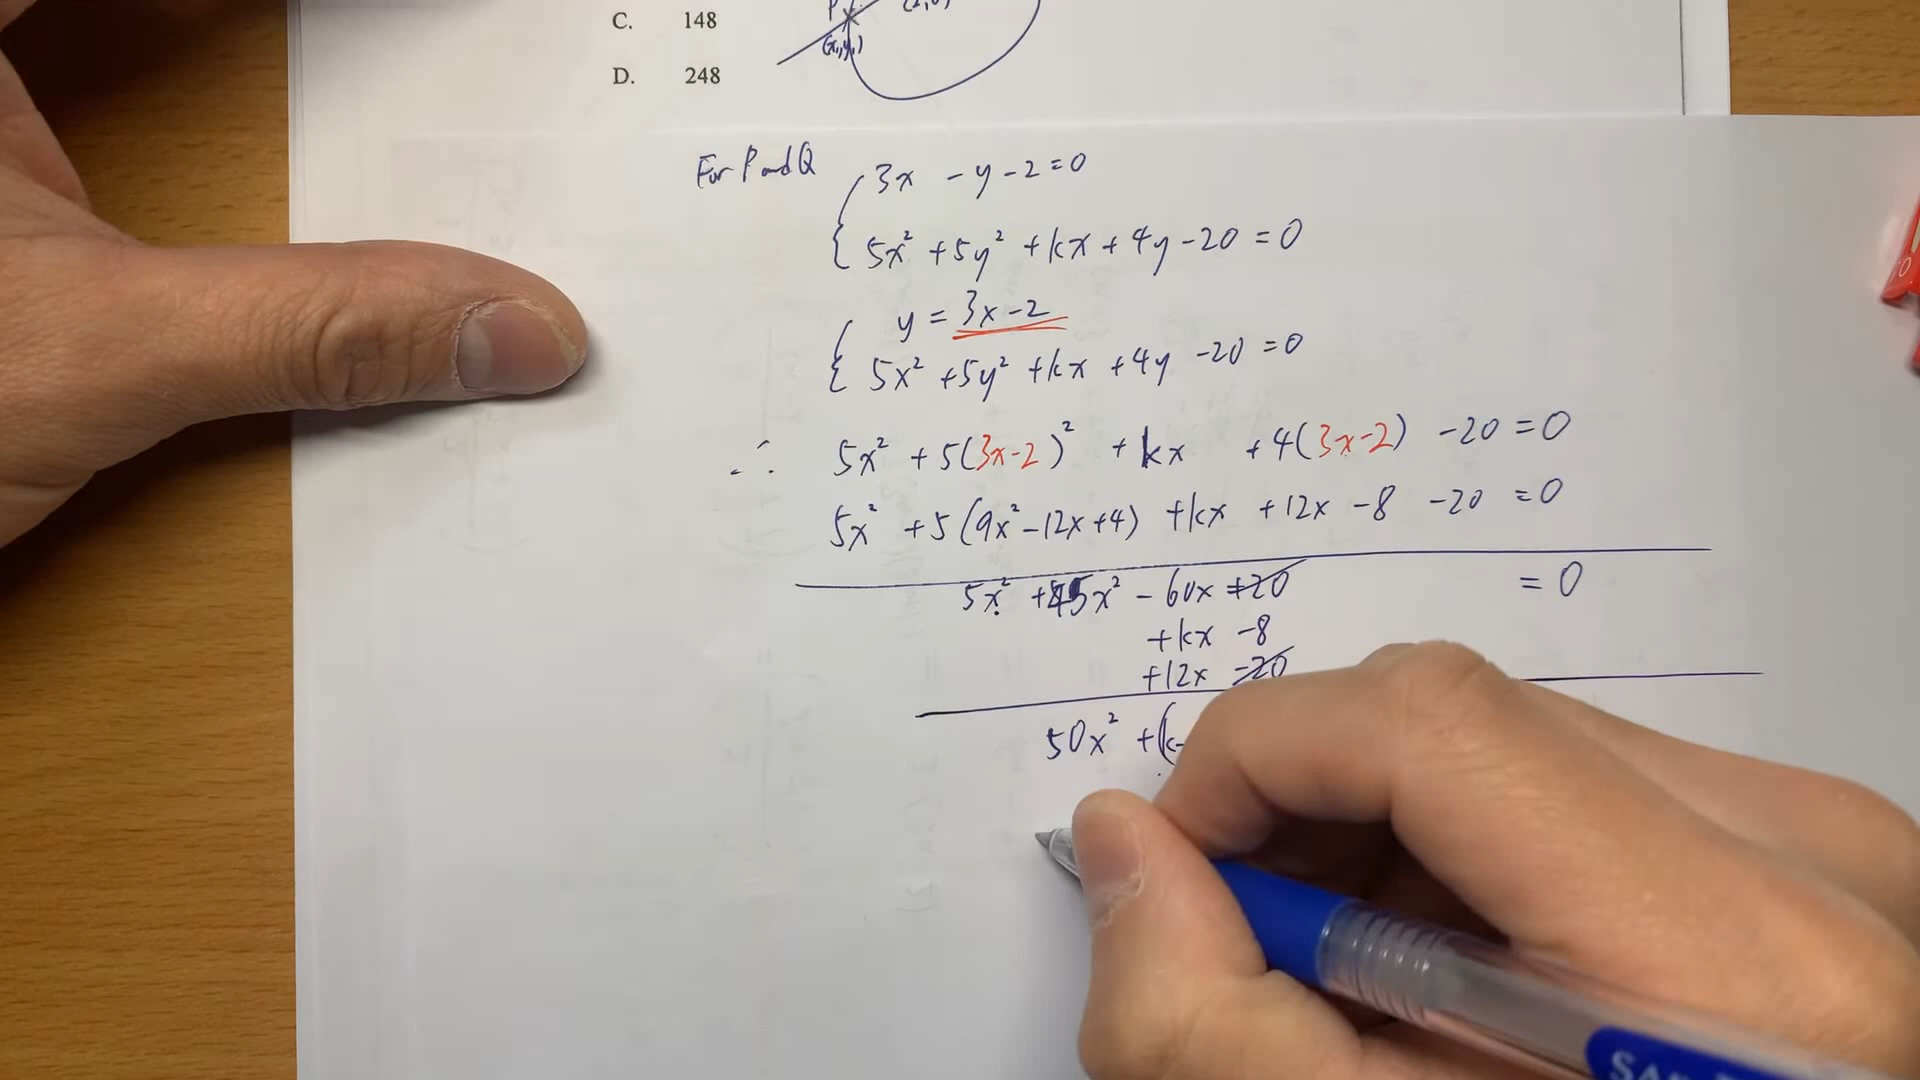 C. 148
P
(x₁,y₁)
D. 248
For P and Q
3x - y - 2 = 0
5x² + 5y² + kx + 4y - 20 = 0
y = 3x - 2
5x² + 5y² + kx + 4y - 20 = 0
∴ 5x² + 5(3x-2)² + kx + 4(3x-2) - 20 = 0
5x² + 5(9x² - 12x + 4) + kx + 12x - 8 - 20 = 0
5x² + 45x² - 60x +20 = 0
+kx -8
+12x -20
50x² + (k-